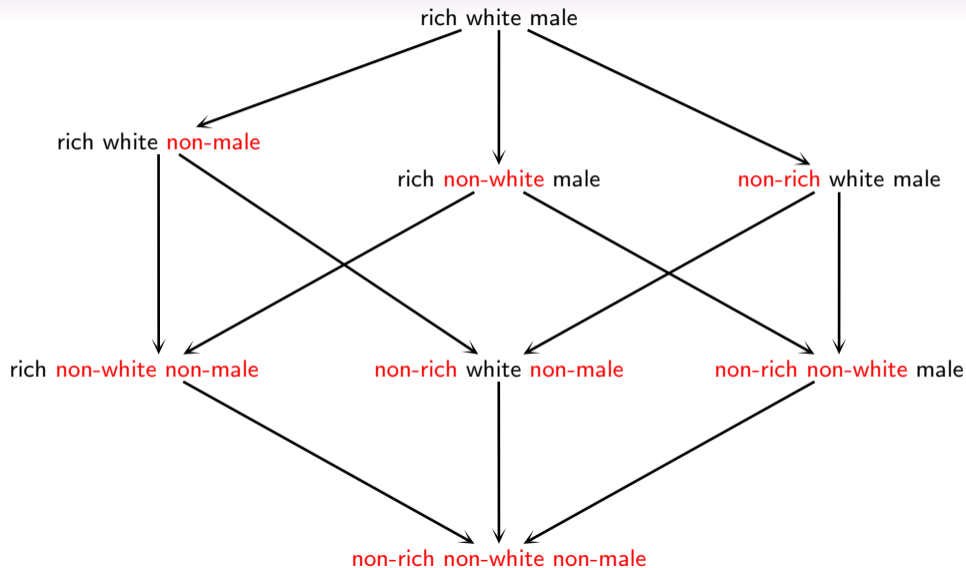 rich white male
rich white non-male
rich non-white male
non-rich white male
rich non-white non-male
non-rich white non-male
non-rich non-white male
non-rich non-white non-male